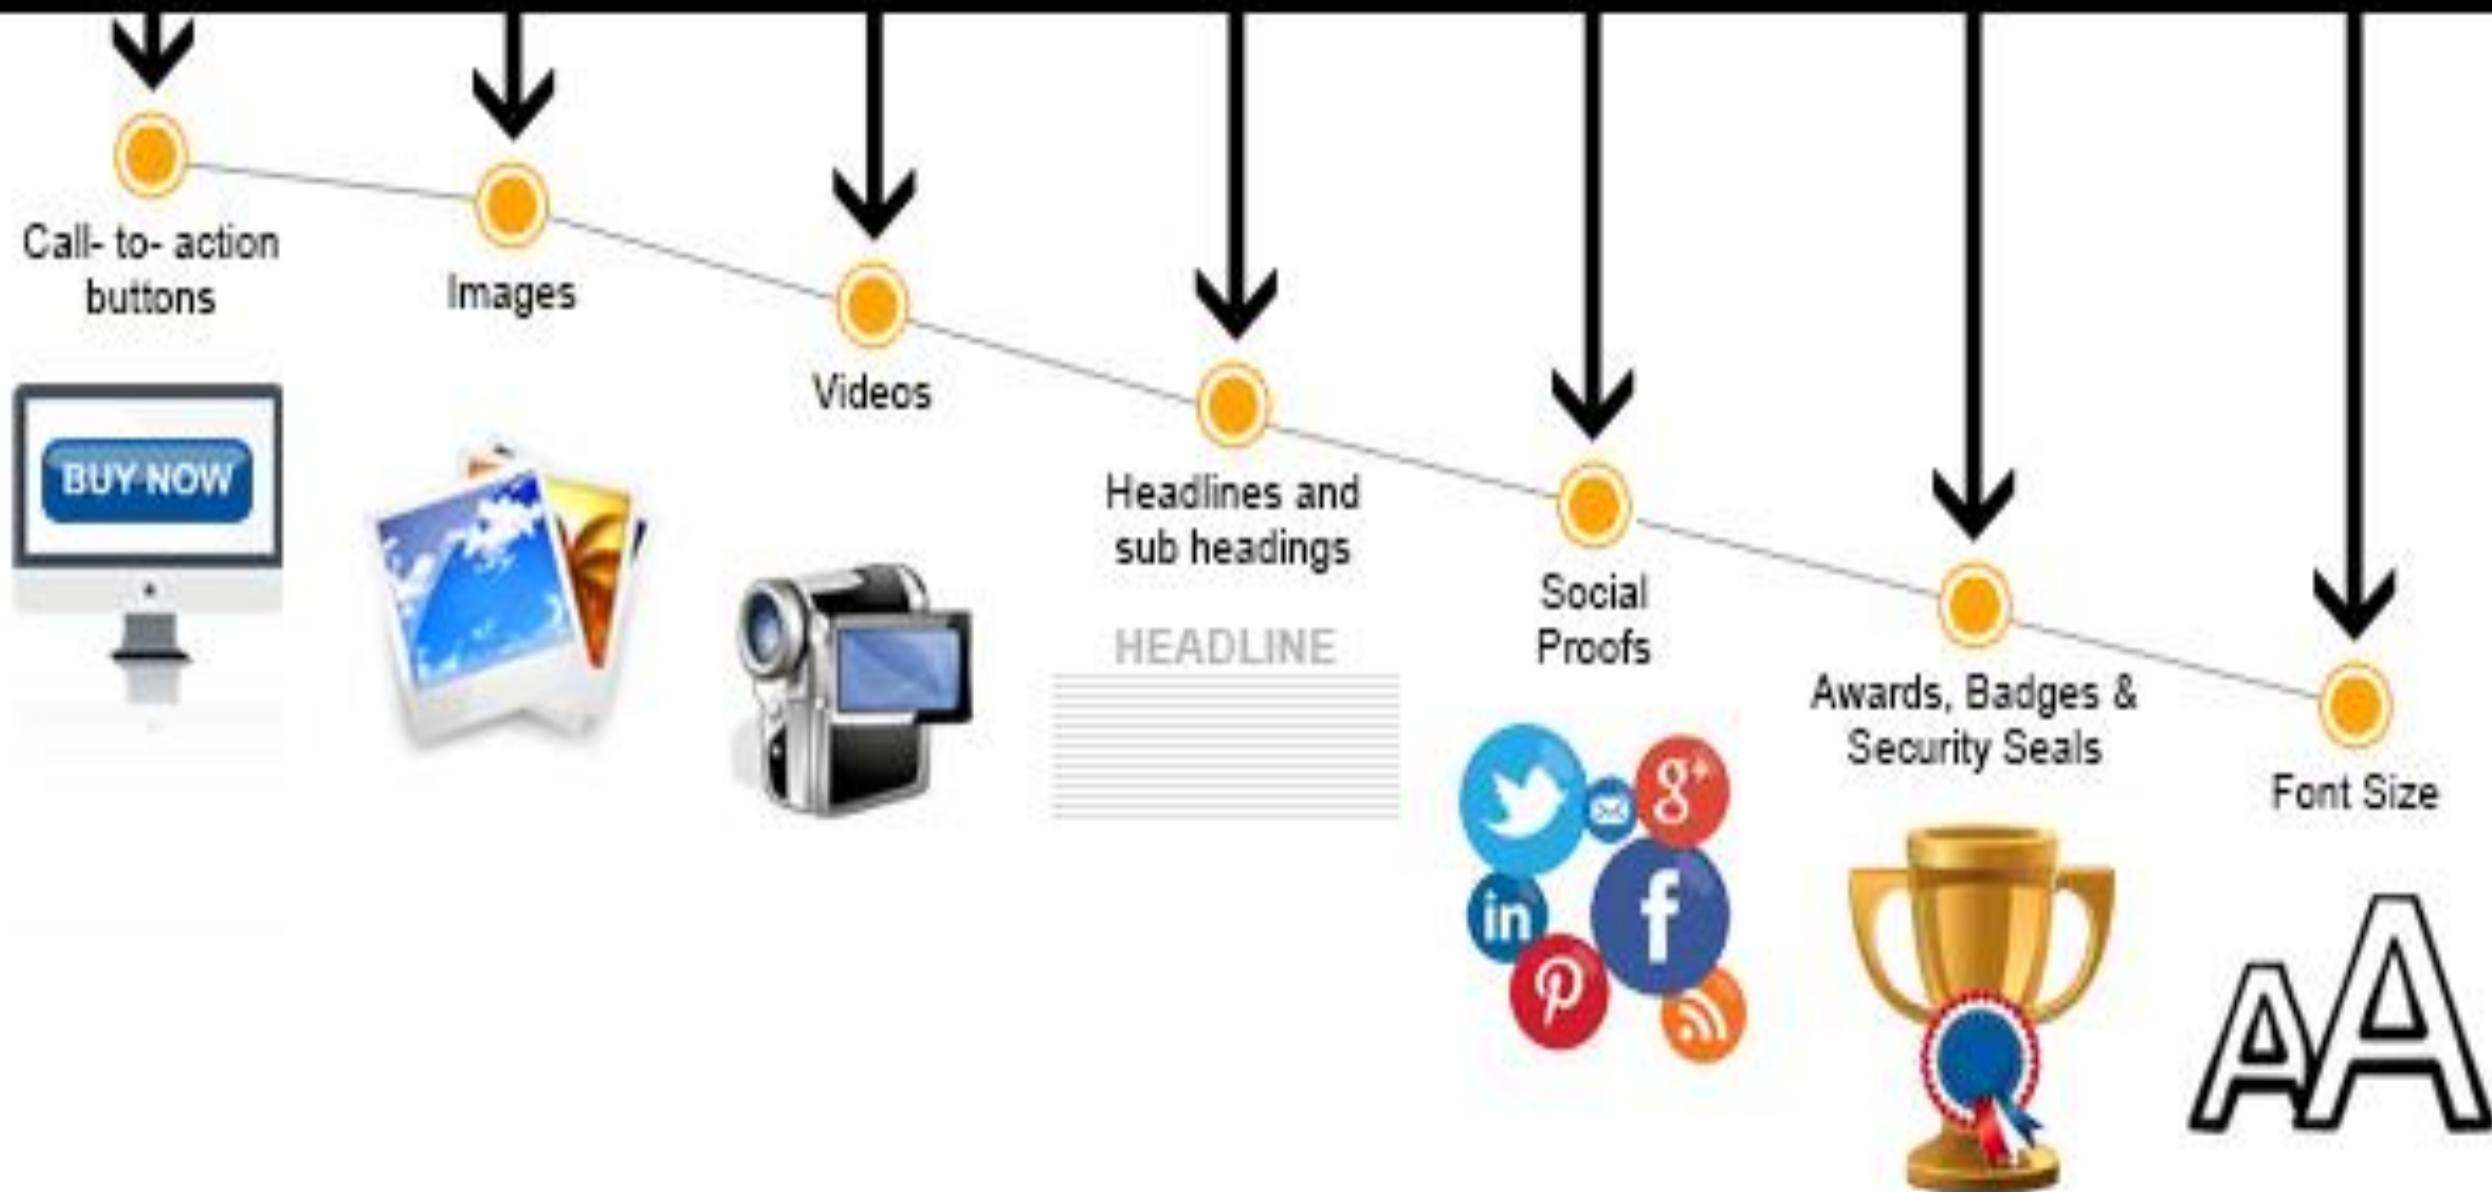 Call- to- action
buttons
BUY NOW
Images
Videos
Headlines and
sub headings
HEADLINE
Social
Proofs
g+
f
in
p
Awards, Badges &
Security Seals
Font Size
AA